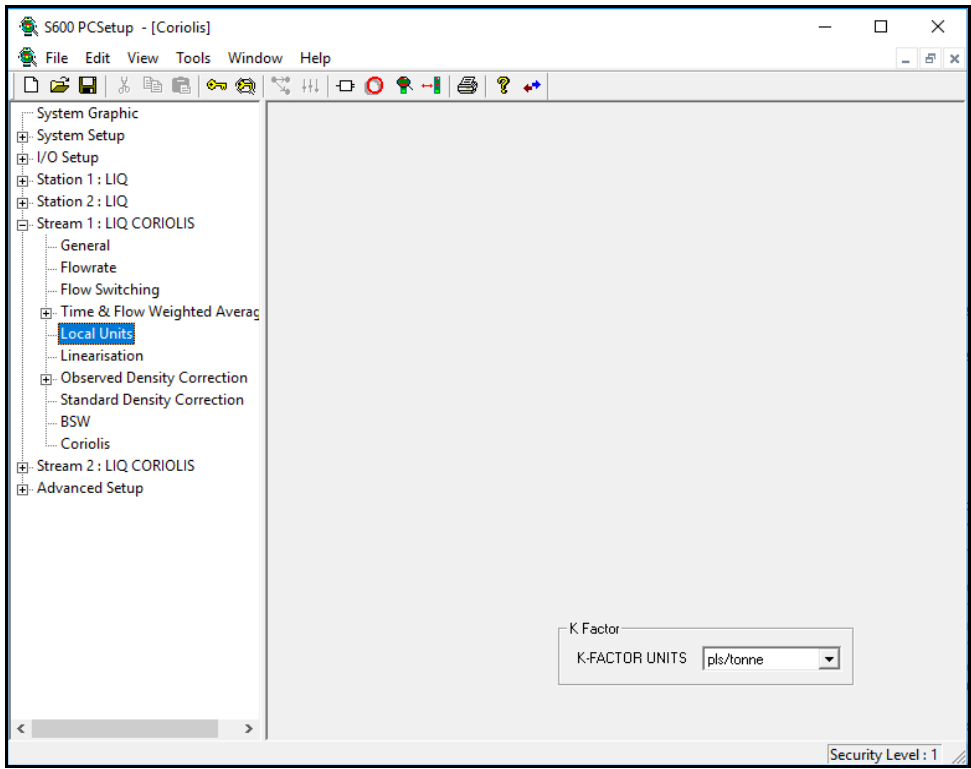 S600 PCSetup - [Coriolis]
File Edit View Tools Window Help
System Graphic
System Setup
I/O Setup
Station 1 : LIQ
Station 2 : LIQ
Stream 1 : LIQ CORIOLIS
General
Flowrate
Flow Switching
Time & Flow Weighted Averag
Local Units
Linearisation
Observed Density Correction
Standard Density Correction
BSW
Coriolis
Stream 2 : LIQ CORIOLIS
Advanced Setup
K Factor
K-FACTOR UNITS pls/tonne
Security Level : 1